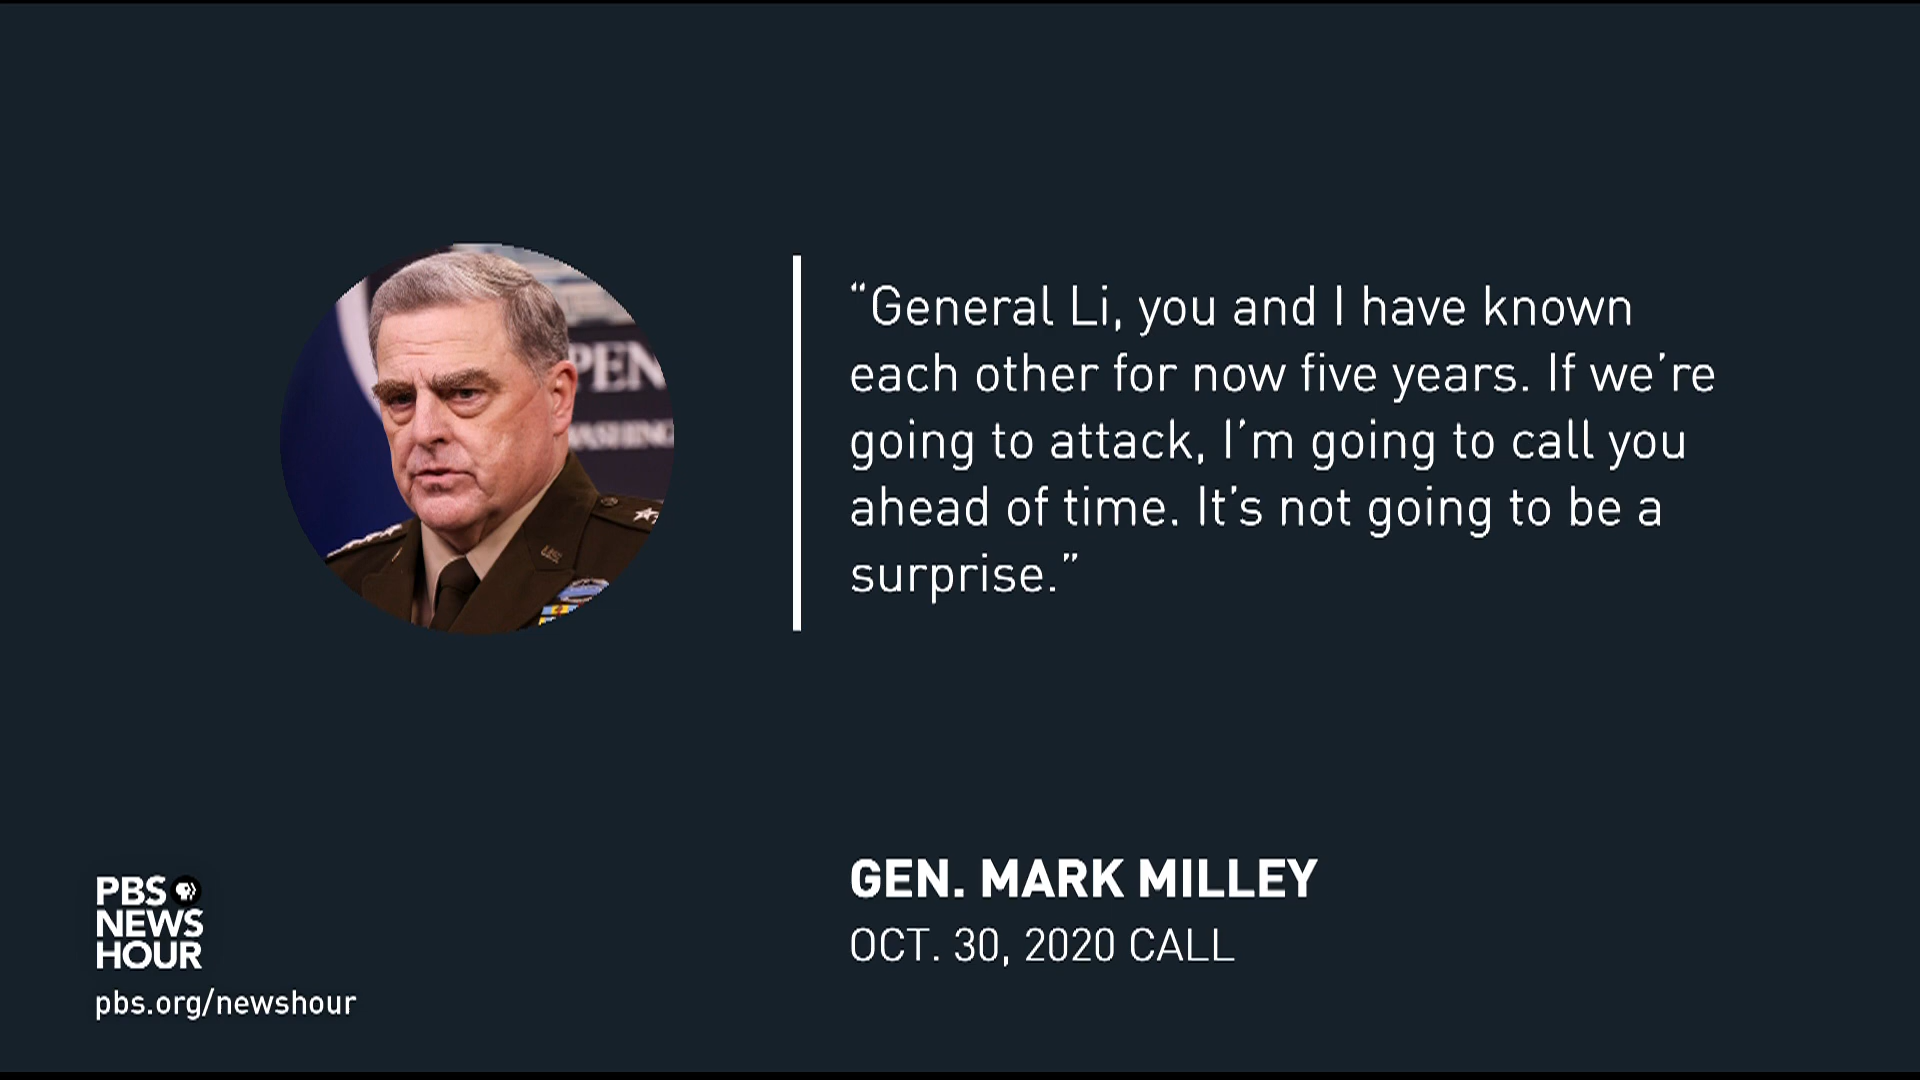 “General Li, you and I have known
each other for now five years. If we’re
going to attack, I’m going to call you
ahead of time. It’s not going to be a
surprise.”
GEN. MARK MILLEY
OCT. 30, 2020 CALL
PBS
NEWS
HOUR
pbs.org/newshour